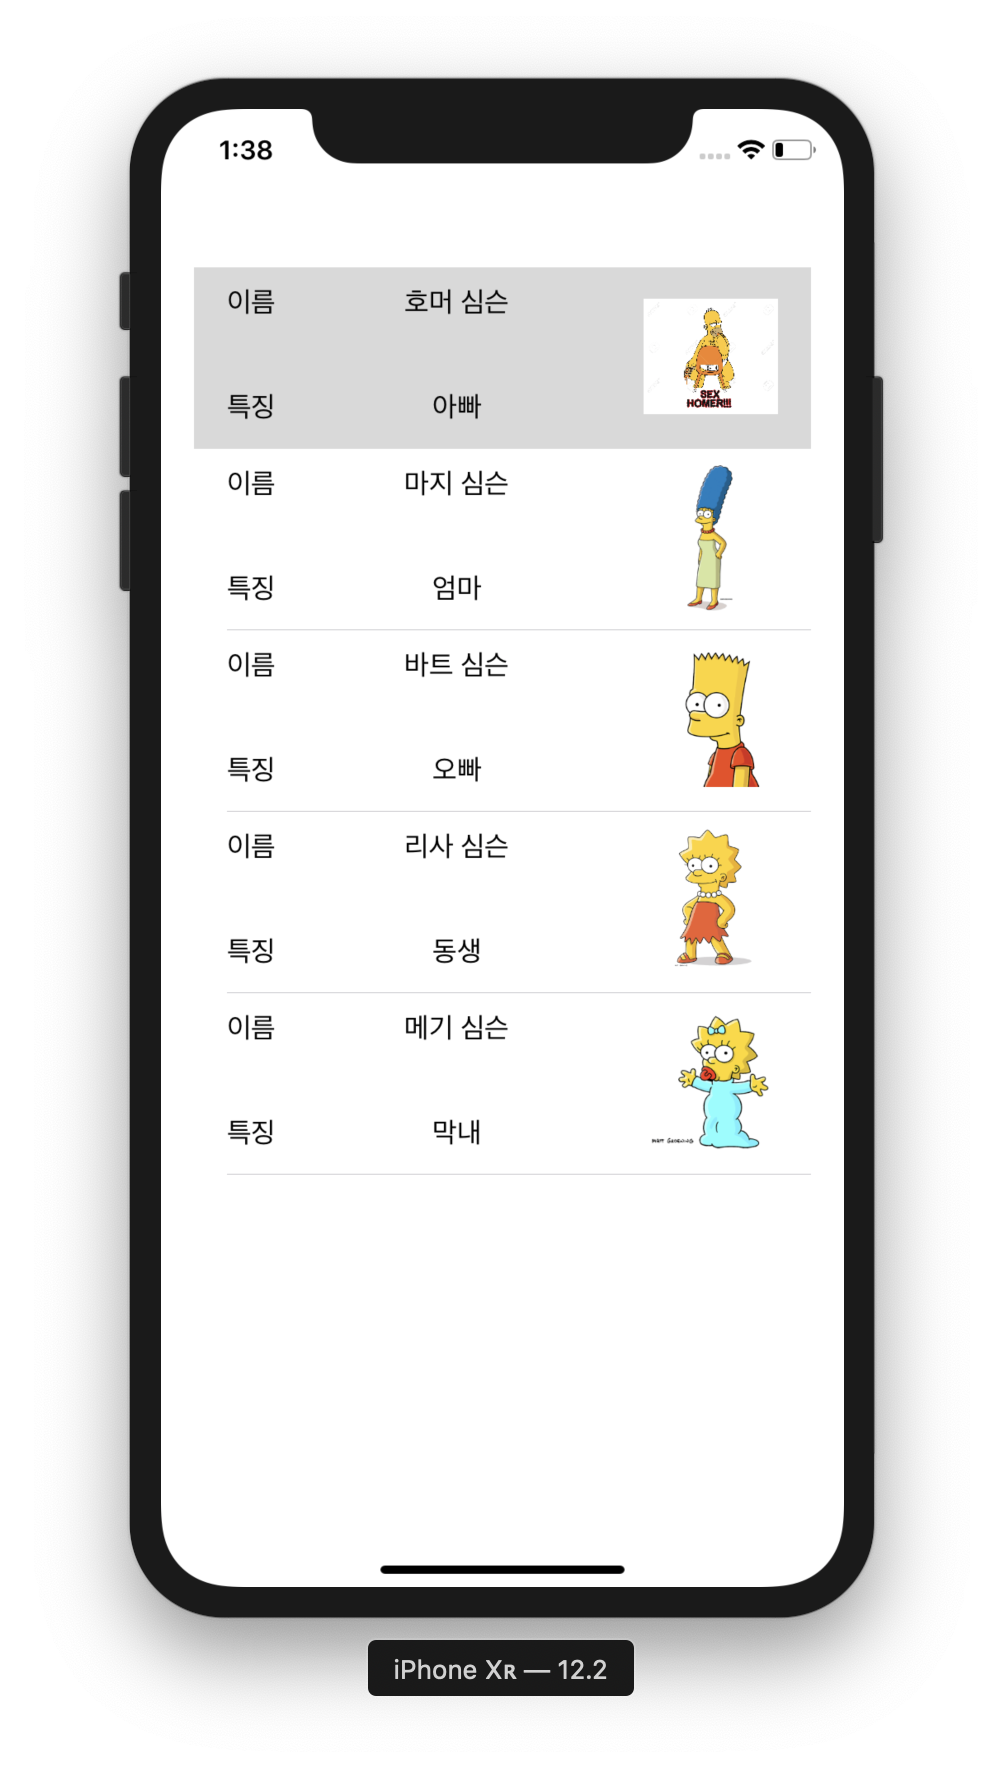 1:38
이름 호머 심슨
특징 아빠
SEX
HOMER!!!
이름 마지 심슨
특징 엄마
이름 바트 심슨
특징 오빠
이름 리사 심슨
특징 동생
이름 메기 심슨
특징 막내
MATT GROENING
iPhone Xʀ — 12.2